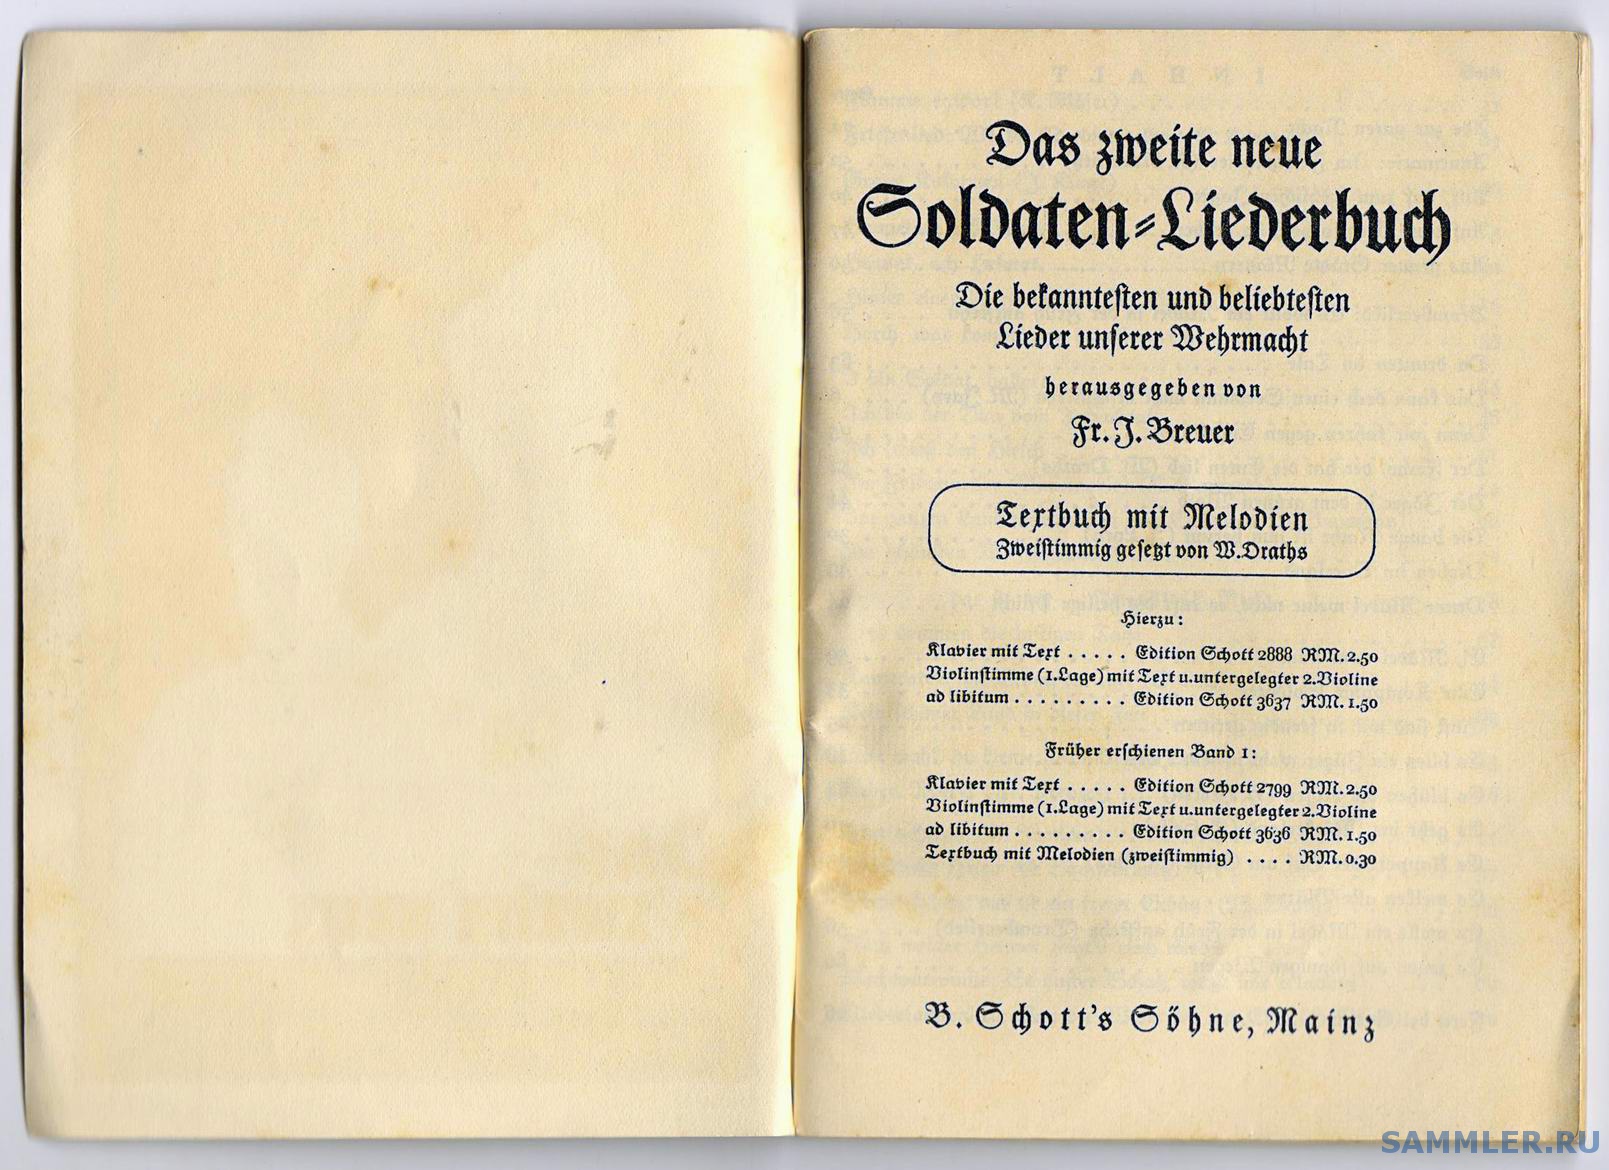 Das zweite neue
Soldaten-Liederbuch
Die bekanntesten und beliebtesten
Lieder unserer Wehrmacht
herausgegeben von
Fr. J. Breuer
Textbuch mit Melodien
Zweistimmig gesetzt von W. Draths
Hierzu:
Klavier mit Text . . . . . Edition Schott 2888 RM. 2.50
Violinstimme (1. Lage) mit Text u. untergelegter 2. Violine
ad libitum . . . . . . . . . Edition Schott 3637 RM. 1.50
Früher erschienen Band 1:
Klavier mit Text . . . . . Edition Schott 2799 RM. 2.50
Violinstimme (1. Lage) mit Text u. untergelegter 2. Violine
ad libitum . . . . . . . . . Edition Schott 3636 RM. 1.50
Textbuch mit Melodien (zweistimmig) . . . . RM. 0.30
B. Schott's Söhne, Mainz
SAMMLER.RU